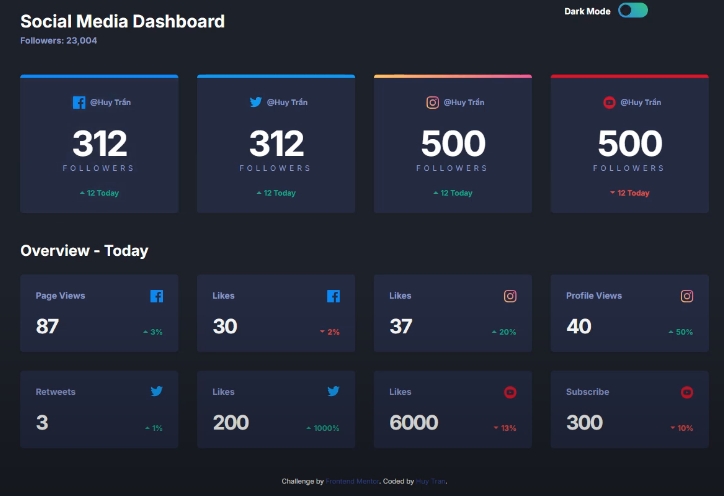 Social Media Dashboard
Dark Mode
Followers: 23,004
@Huy Trần
312
FOLLOWERS
12 Today
@Huy Trần
312
FOLLOWERS
12 Today
@Huy Trần
500
FOLLOWERS
12 Today
@Huy Trần
500
FOLLOWERS
12 Today
Overview - Today
Page Views
87
3%
Likes
30
2%
Likes
37
20%
Profile Views
40
50%
Retweets
3
1%
Likes
200
1000%
Likes
6000
13%
Subscribe
300
10%
Challenge by Frontend Mentor. Coded by Huy Tran.